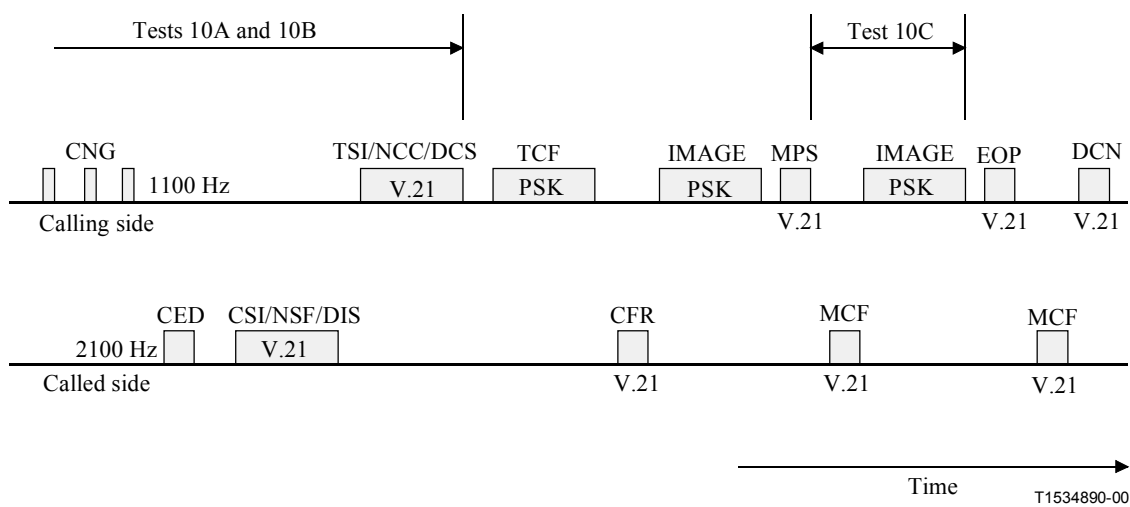 Tests 10A and 10B
Test 10C
CNG
TSI/NCC/DCS
TCF
IMAGE
MPS
IMAGE
EOP
DCN
1100 Hz
V.21
PSK
PSK
PSK
Calling side
V.21
V.21
V.21
CED
CSI/NSF/DIS
CFR
MCF
MCF
2100 Hz
V.21
Called side
V.21
V.21
V.21
Time
T1534890-00